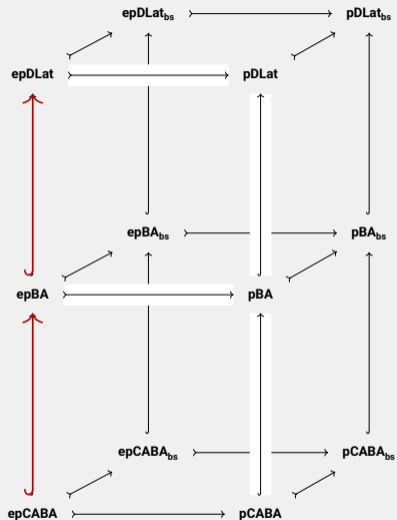 epDLat_bs pDLat_bs
epDLat pDLat
epBA_bs pBA_bs
epBA pBA
epCABA_bs pCABA_bs
epCABA pCABA